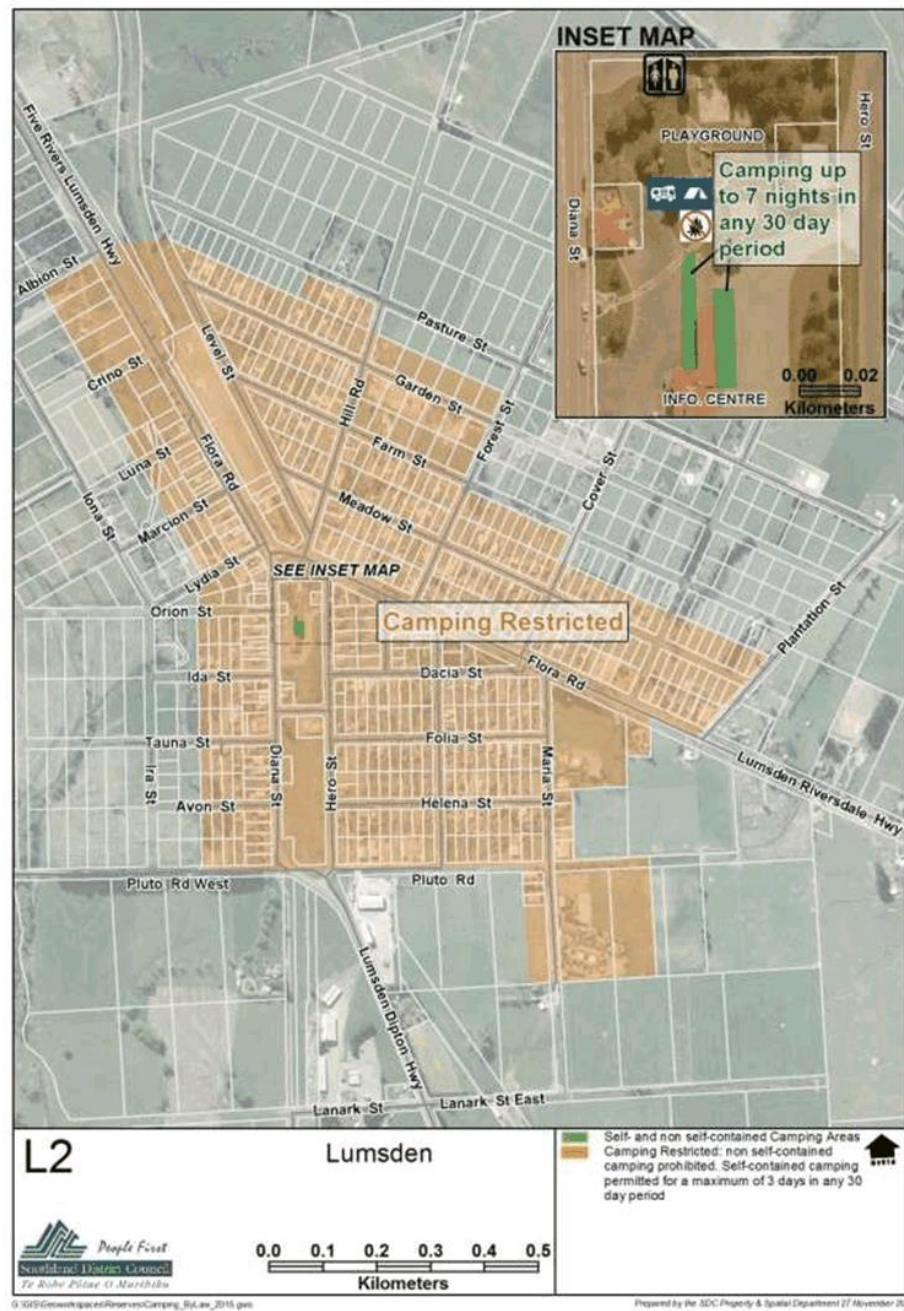 INSET MAP
PLAYGROUND
Hero St
Diana St
Camping up
to 7 nights in
any 30 day
period
0.00 0.02
Kilometers
INFO. CENTRE
Five Rivers Lumsden Hwy
Albion St
Crino St
Level St
Pasture St
Hill Rd
Garden St
Forest St
Luna St
Flora Rd
Farm St
Cover St
Iona St
Marcion St
Meadow St
Lydia St
SEE INSET MAP
Orion St
Camping Restricted
Plantation St
Ida St
Dacia St
Flora Rd
Tauna St
Folia St
Ira St
Diana St
Hero St
Maria St
Lumsden Riversdale Hwy
Avon St
Helena St
Pluto Rd West
Pluto Rd
Lumsden Dipton Hwy
Lanark St
Lanark St East
L2
Lumsden
Self- and non self-contained Camping Areas
Camping Restricted: non self-contained
camping prohibited. Self-contained camping
permitted for a maximum of 3 days in any 30
day period
People First
Southland District Council
Te Rohe Pōtae O Murihiku
0.0 0.1 0.2 0.3 0.4 0.5
Kilometers
Prepared by the SDC Property & Spatial Department 27 November